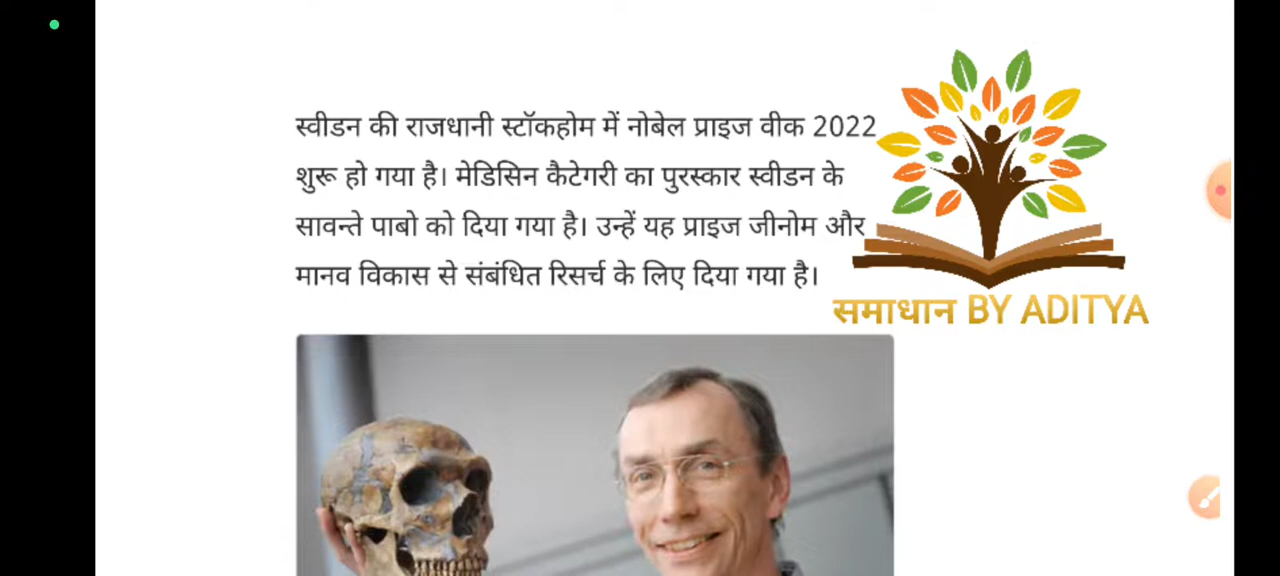 स्वीडन की राजधानी स्टॉकहोम में नोबेल प्राइज वीक 2022
शुरू हो गया है। मेडिसिन कैटेगरी का पुरस्कार स्वीडन के
सावन्ते पाबो को दिया गया है। उन्हें यह प्राइज जीनोम और
मानव विकास से संबंधित रिसर्च के लिए दिया गया है।
समाधान BY ADITYA